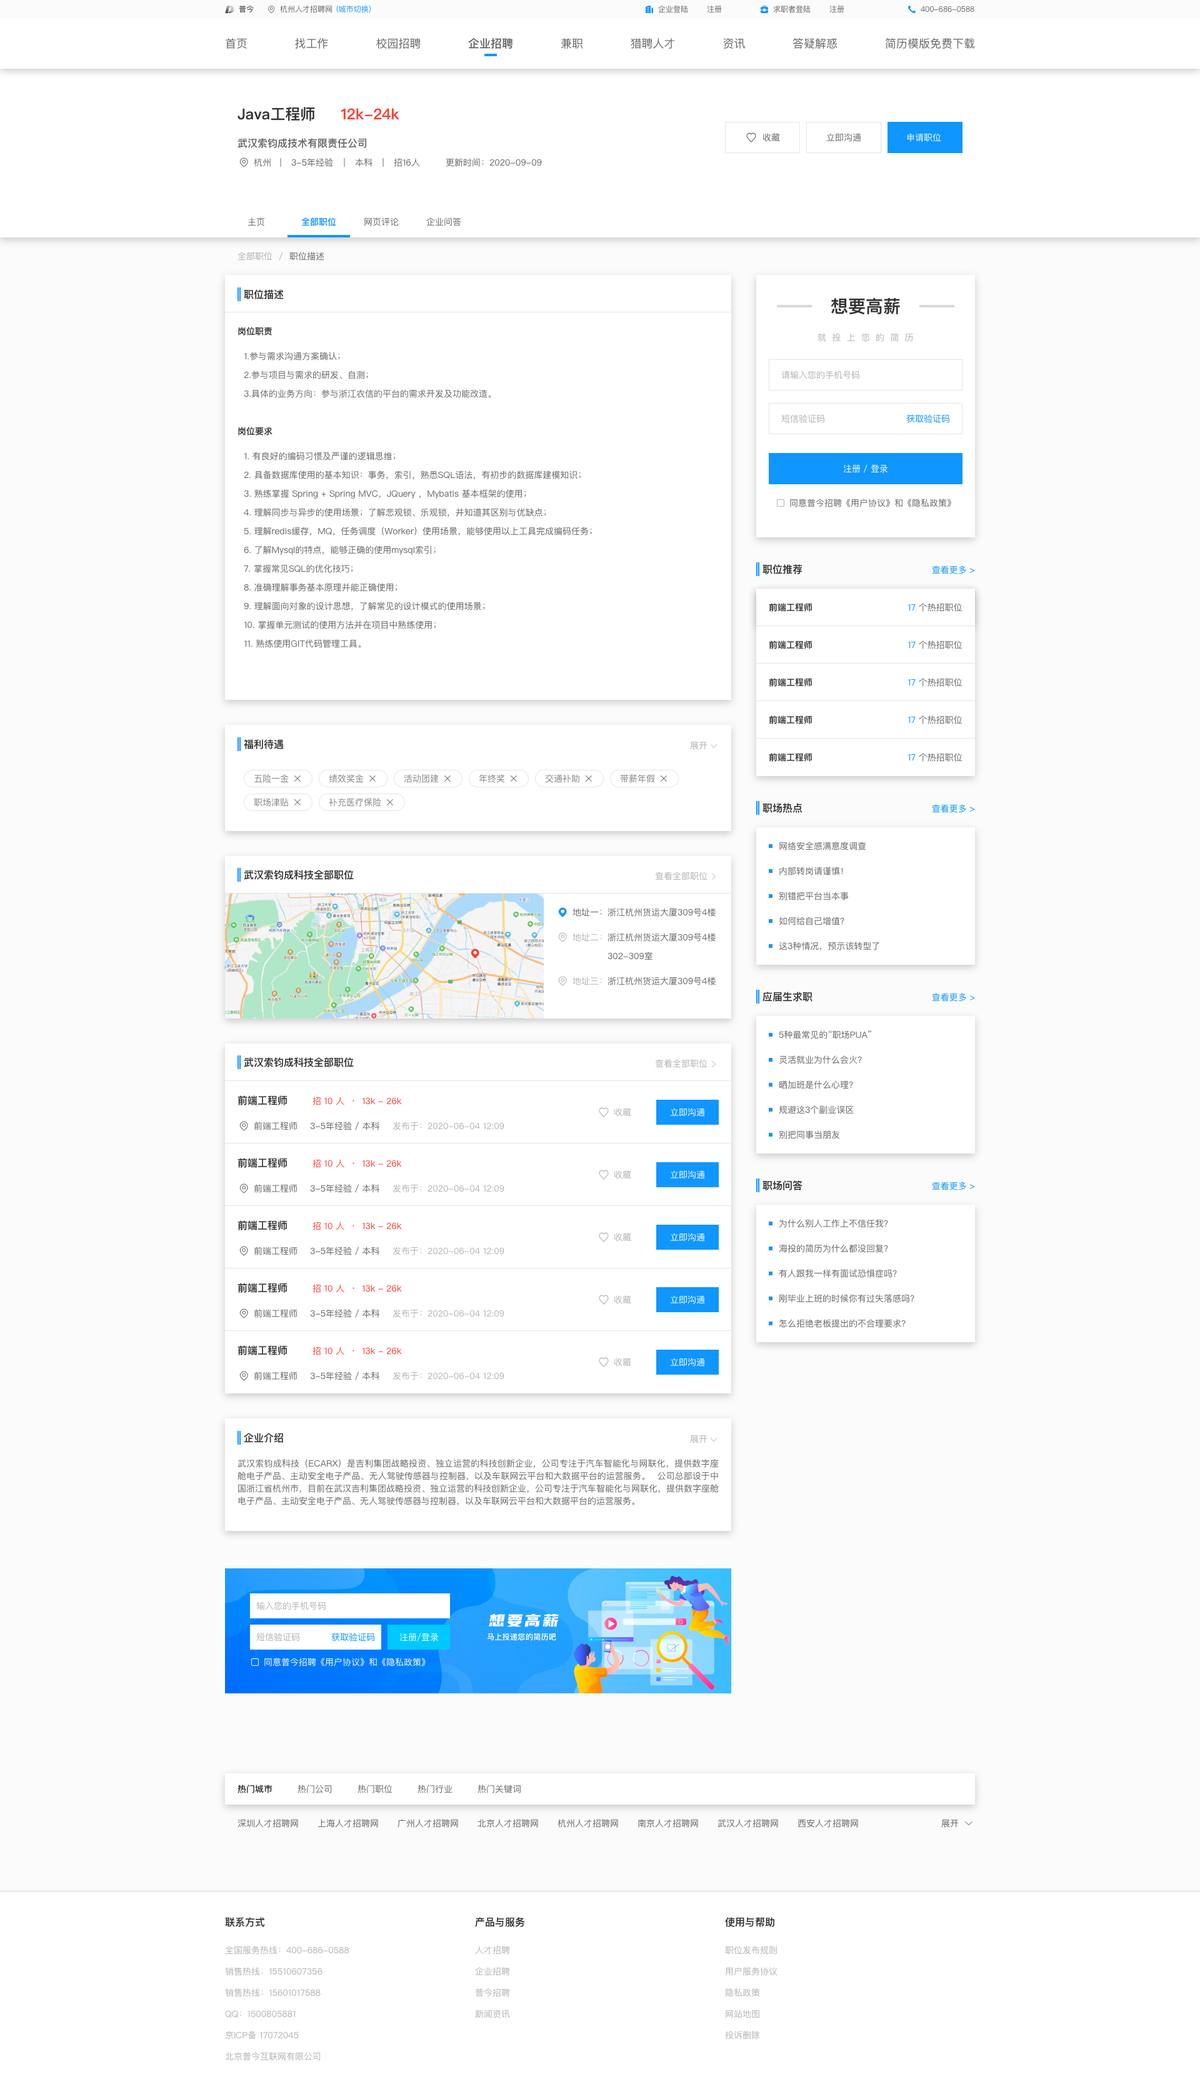 普今 杭州人才招聘网 (城市切换) 企业登陆 注册 求职者登陆 注册 400-686-0588
首页 找工作 校园招聘 企业招聘 兼职 猎聘人才 资讯 答疑解惑 简历模版免费下载
Java工程师 12k-24k
武汉索钧成技术有限责任公司
杭州 | 3-5年经验 | 本科 | 招16人 更新时间：2020-09-09
收藏 立即沟通 申请职位
主页 全部职位 网页评论 企业问答
全部职位 / 职位描述
职位描述
岗位职责
1.参与需求沟通方案确认；
2.参与项目与需求的研发、自测；
3.具体的业务方向：参与浙江农信的平台的需求开发及功能改造。
岗位要求
1. 有良好的编码习惯及严谨的逻辑思维；
2. 具备数据库使用的基本知识：事务，索引，熟悉SQL语法，有初步的数据库建模知识；
3. 熟练掌握 Spring + Spring MVC，JQuery ，Mybatis 基本框架的使用；
4. 理解同步与异步的使用场景；了解悲观锁、乐观锁，并知道其区别与优缺点；
5. 理解redis缓存，MQ，任务调度（Worker）使用场景，能够使用以上工具完成编码任务；
6. 了解Mysql的特点，能够正确的使用mysql索引；
7. 掌握常见SQL的优化技巧；
8. 准确理解事务基本原理并能正确使用；
9. 理解面向对象的设计思想，了解常见的设计模式的使用场景；
10. 掌握单元测试的使用方法并在项目中熟练使用；
11. 熟练使用GIT代码管理工具。
福利待遇 展开
五险一金 绩效奖金 活动团建 年终奖 交通补助 带薪年假
职场津贴 补充医疗保险
武汉索钧成科技全部职位 查看全部职位
地址一：浙江杭州货运大厦309号4楼
地址二：浙江杭州货运大厦309号4楼
302-309室
地址三：浙江杭州货运大厦309号4楼
武汉索钧成科技全部职位 查看全部职位
前端工程师 招 10 人 · 13k - 26k
前端工程师 3-5年经验 / 本科 发布于：2020-06-04 12:09
收藏 立即沟通
前端工程师 招 10 人 · 13k - 26k
前端工程师 3-5年经验 / 本科 发布于：2020-06-04 12:09
收藏 立即沟通
前端工程师 招 10 人 · 13k - 26k
前端工程师 3-5年经验 / 本科 发布于：2020-06-04 12:09
收藏 立即沟通
前端工程师 招 10 人 · 13k - 26k
前端工程师 3-5年经验 / 本科 发布于：2020-06-04 12:09
收藏 立即沟通
前端工程师 招 10 人 · 13k - 26k
前端工程师 3-5年经验 / 本科 发布于：2020-06-04 12:09
收藏 立即沟通
企业介绍 展开
武汉索钧成科技（ECARX）是吉利集团战略投资、独立运营的科技创新企业，公司专注于汽车智能化与网联化，提供数字座
舱电子产品、主动安全电子产品、无人驾驶传感器与控制器，以及车联网云平台和大数据平台的运营服务。 公司总部设于中
国浙江省杭州市，目前在武汉吉利集团战略投资、独立运营的科技创新企业，公司专注于汽车智能化与网联化，提供数字座舱
电子产品、主动安全电子产品、无人驾驶传感器与控制器，以及车联网云平台和大数据平台的运营服务。
输入您的手机号码
短信验证码 获取验证码 注册/登录
同意普今招聘《用户协议》和《隐私政策》
想要高薪
马上投递您的简历吧
想要高薪
就投上您的简历
请输入您的手机号码
短信验证码 获取验证码
注册 / 登录
同意普今招聘《用户协议》和《隐私政策》
职位推荐 查看更多 >
前端工程师 17 个热招职位
前端工程师 17 个热招职位
前端工程师 17 个热招职位
前端工程师 17 个热招职位
前端工程师 17 个热招职位
职场热点 查看更多 >
网络安全感满意度调查
内部转岗请谨慎！
别错把平台当本事
如何给自己增值？
这3种情况，预示该转型了
应届生求职 查看更多 >
5种最常见的“职场PUA”
灵活就业为什么会火？
晒加班是什么心理？
规避这3个副业误区
别把同事当朋友
职场问答 查看更多 >
为什么别人工作上不信任我？
海投的简历为什么都没回复？
有人跟我一样有面试恐惧症吗？
刚毕业上班的时候你有过失落感吗？
怎么拒绝老板提出的不合理要求？
热门城市 热门公司 热门职位 热门行业 热门关键词
深圳人才招聘网 上海人才招聘网 广州人才招聘网 北京人才招聘网 杭州人才招聘网 南京人才招聘网 武汉人才招聘网 西安人才招聘网 展开
联系方式
全国服务热线：400-686-0588
销售热线：15510607356
销售热线：15601017588
QQ：1500805881
京ICP备 17072045
北京普今互联网有限公司
产品与服务
人才招聘
企业招聘
普今招聘
新闻资讯
使用与帮助
职位发布规则
用户服务协议
隐私政策
网站地图
投诉删除